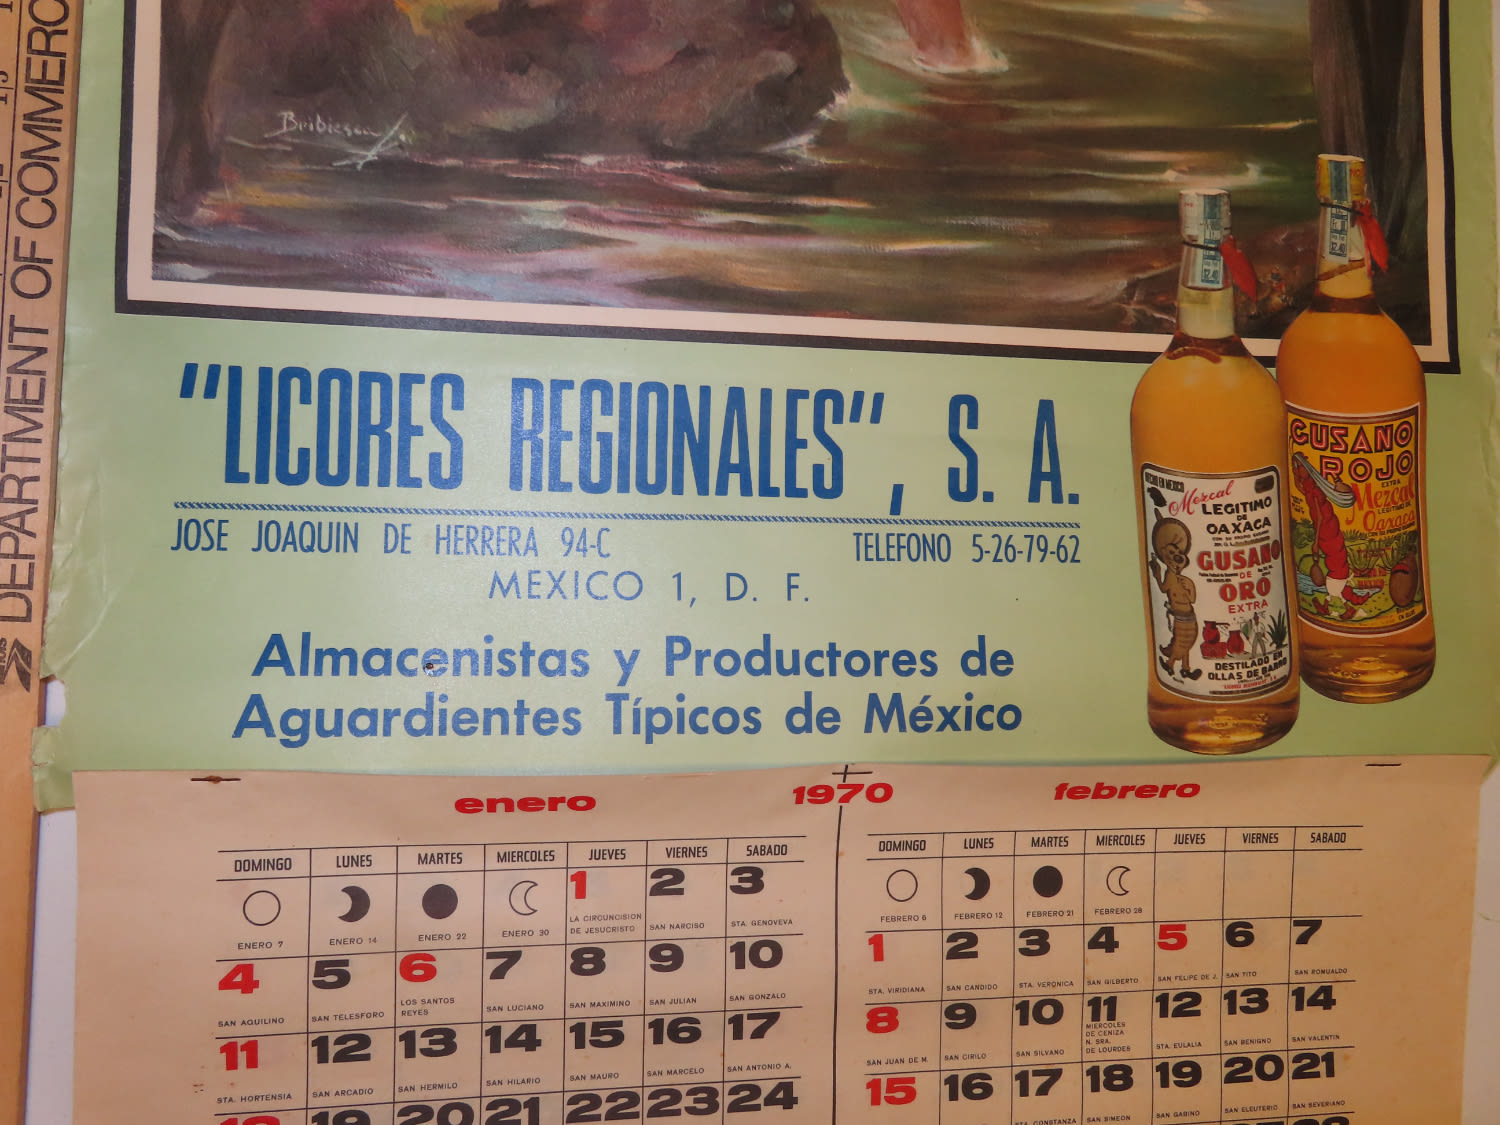 DEPARTMENT OF COMMERC
Bribiesca
"LICORES REGIONALES", S. A.
JOSE JOAQUIN DE HERRERA 94-C
TELEFONO 5-26-79-62
MEXICO 1, D. F.
Almacenistas y Productores de
Aguardientes Típicos de México
HECHO EN MEXICO
Mezcal
LEGITIMO
DE
OAXACA
GUSANO
DE
ORO
EXTRA
DESTILADO EN
OLLAS DE BARRO
GUSANO
ROJO
EXTRA
Mezcal
LEGITIMO DE
Oaxaca
enero
1970
febrero
DOMINGO LUNES MARTES MIERCOLES JUEVES VIERNES SABADO
ENERO 7 ENERO 14 ENERO 22 ENERO 30
1 2 3
LA CIRCUNCISION
DE JESUCRISTO
SAN NARCISO STA. GENOVEVA
4 5 6 7 8 9 10
SAN AQUILINO SAN TELESFORO
LOS SANTOS
REYES
SAN LUCIANO SAN MAXIMINO SAN JULIAN SAN GONZALO
11 12 13 14 15 16 17
STA. HORTENSIA SAN ARCADIO SAN HERMILO SAN HILARIO SAN MAURO SAN MARCELO SAN ANTONIO A.
18 19 20 21 22 23 24
DOMINGO LUNES MARTES MIERCOLES JUEVES VIERNES SABADO
FEBRERO 6 FEBRERO 12 FEBRERO 21 FEBRERO 28
1 2 3 4 5 6 7
STA. VIRIDIANA SAN CANDIDO STA. VERONICA SAN GILBERTO SAN FELIPE DE J. SAN TITO SAN ROMUALDO
8 9 10 11 12 13 14
SAN JUAN DE M. SAN CIRILO SAN SILVANO
MIERCOLES
DE CENIZA
N. SRA.
DE LOURDES
STA. EULALIA SAN BENIGNO SAN VALENTIN
15 16 17 18 19 20 21
STA. CONSTANZA SAN SIMEON SAN GABINO SAN ELEUTERIO SAN SEVERIANO